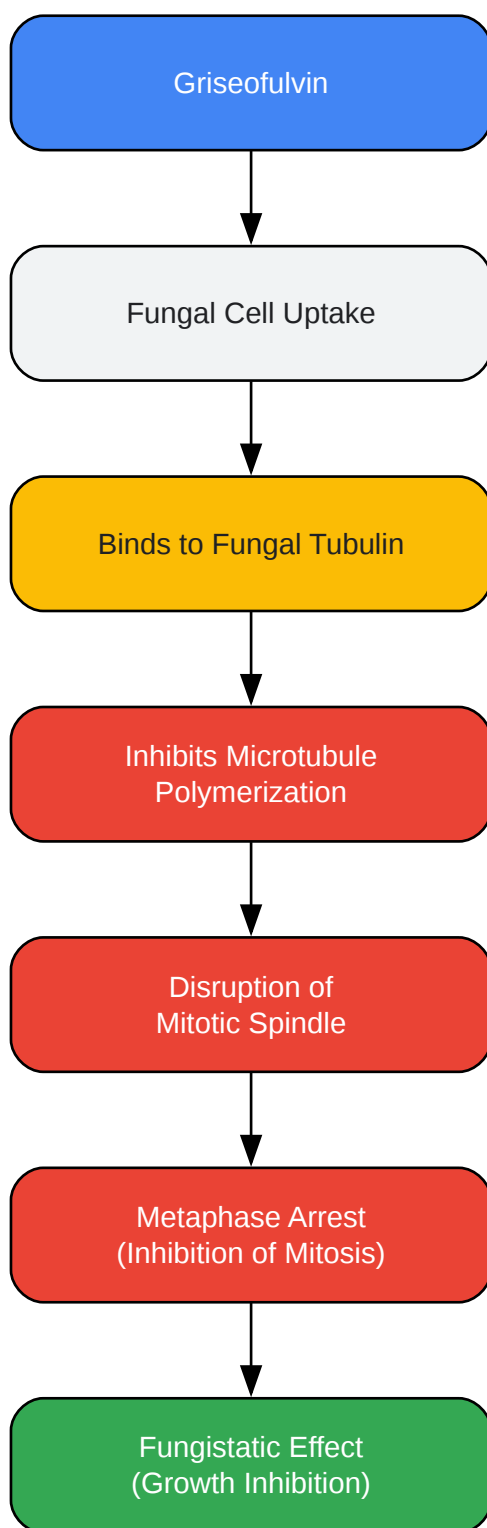 Griseofulvin
Fungal Cell Uptake
Binds to Fungal Tubulin
Inhibits Microtubule
Polymerization
Disruption of
Mitotic Spindle
Metaphase Arrest
(Inhibition of Mitosis)
Fungistatic Effect
(Growth Inhibition)